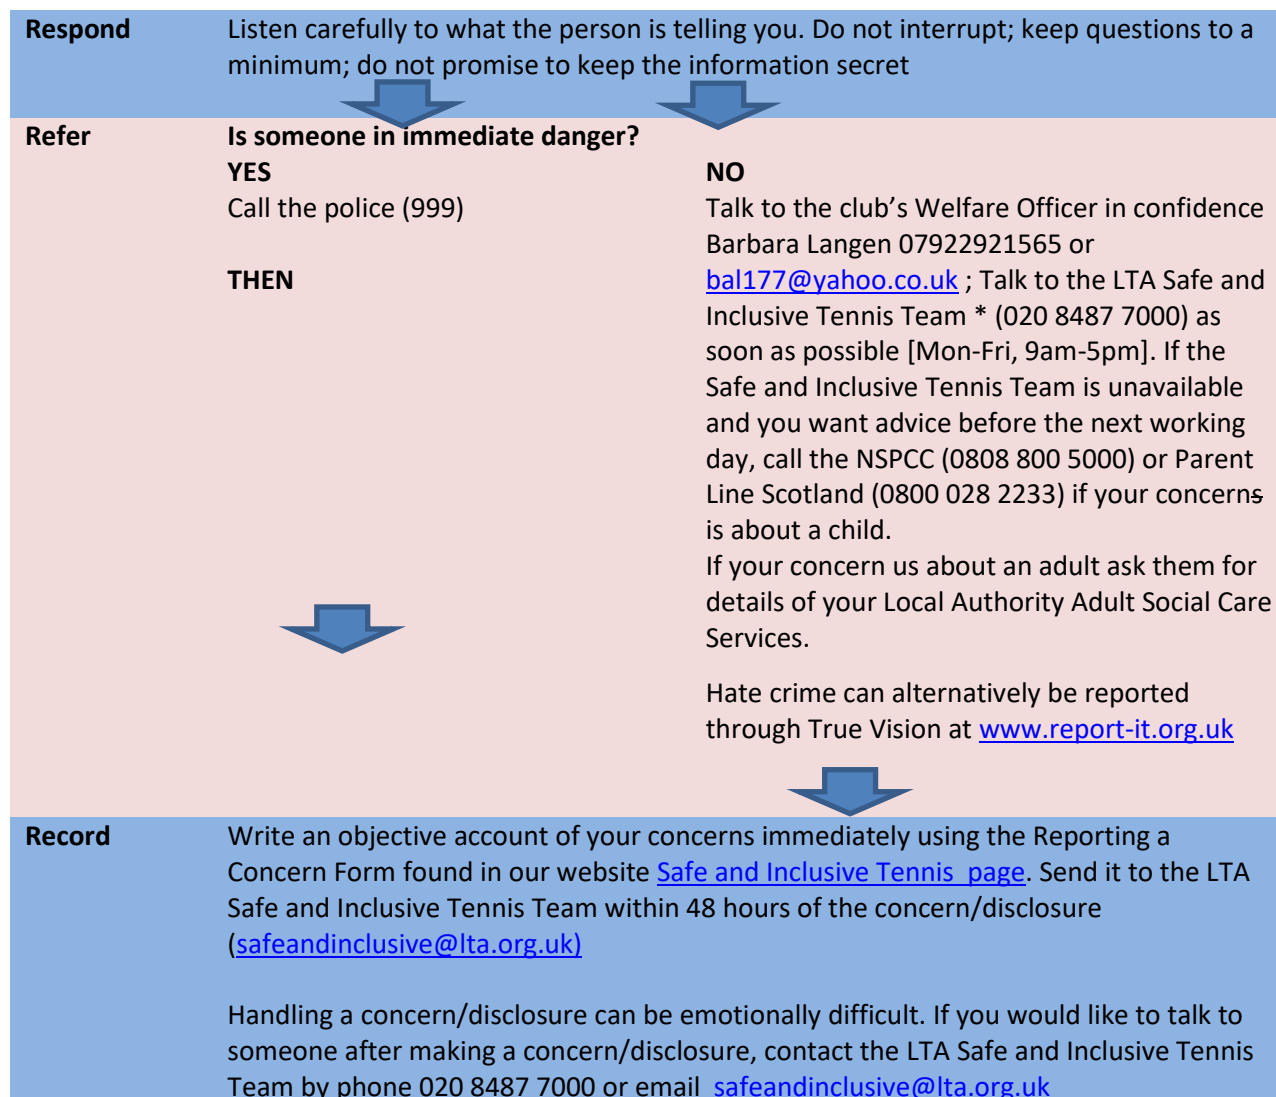 Respond
Listen carefully to what the person is telling you. Do not interrupt; keep questions to a
minimum; do not promise to keep the information secret
Refer
Is someone in immediate danger?
YES
Call the police (999)
THEN
NO
Talk to the club’s Welfare Officer in confidence
Barbara Langen 07922921565 or
bal177@yahoo.co.uk ; Talk to the LTA Safe and
Inclusive Tennis Team * (020 8487 7000) as
soon as possible [Mon-Fri, 9am-5pm]. If the
Safe and Inclusive Tennis Team is unavailable
and you want advice before the next working
day, call the NSPCC (0808 800 5000) or Parent
Line Scotland (0800 028 2233) if your concerns
is about a child.
If your concern us about an adult ask them for
details of your Local Authority Adult Social Care
Services.
Hate crime can alternatively be reported
through True Vision at www.report-it.org.uk
Record
Write an objective account of your concerns immediately using the Reporting a
Concern Form found in our website Safe and Inclusive Tennis  page. Send it to the LTA
Safe and Inclusive Tennis Team within 48 hours of the concern/disclosure
(safeandinclusive@lta.org.uk)
Handling a concern/disclosure can be emotionally difficult. If you would like to talk to
someone after making a concern/disclosure, contact the LTA Safe and Inclusive Tennis
Team by phone 020 8487 7000 or email  safeandinclusive@lta.org.uk